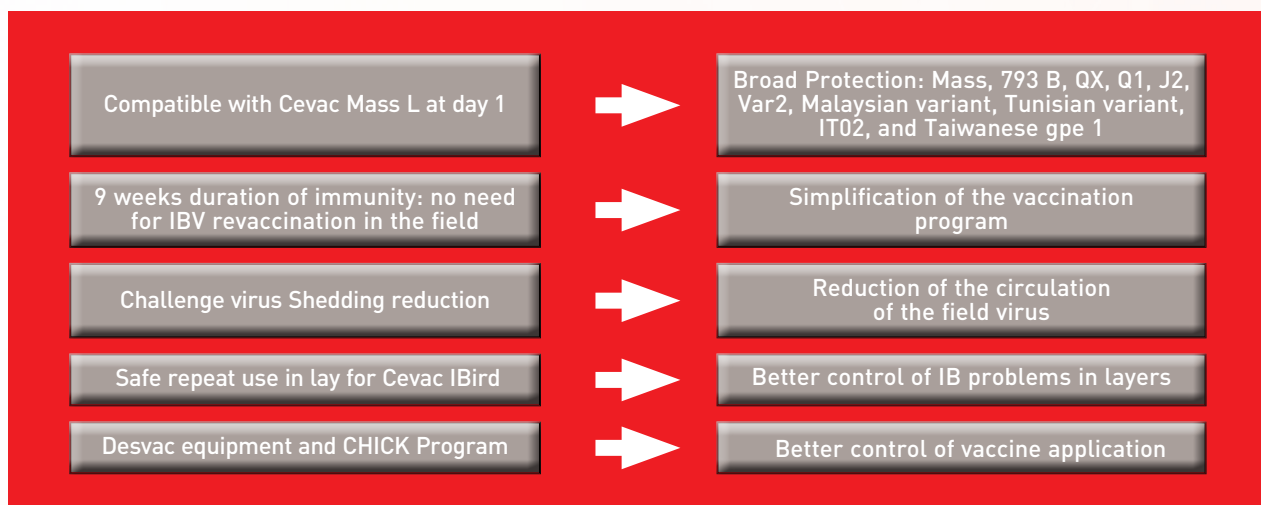 Compatible with Cevac Mass L at day 1
Broad Protection: Mass, 793 B, QX, Q1, J2,
Var2, Malaysian variant, Tunisian variant,
IT02, and Taiwanese gpe 1
9 weeks duration of immunity: no need
for IBV revaccination in the field
Simplification of the vaccination
program
Challenge virus Shedding reduction
Reduction of the circulation
of the field virus
Safe repeat use in lay for Cevac IBird
Better control of IB problems in layers
Desvac equipment and CHICK Program
Better control of vaccine application